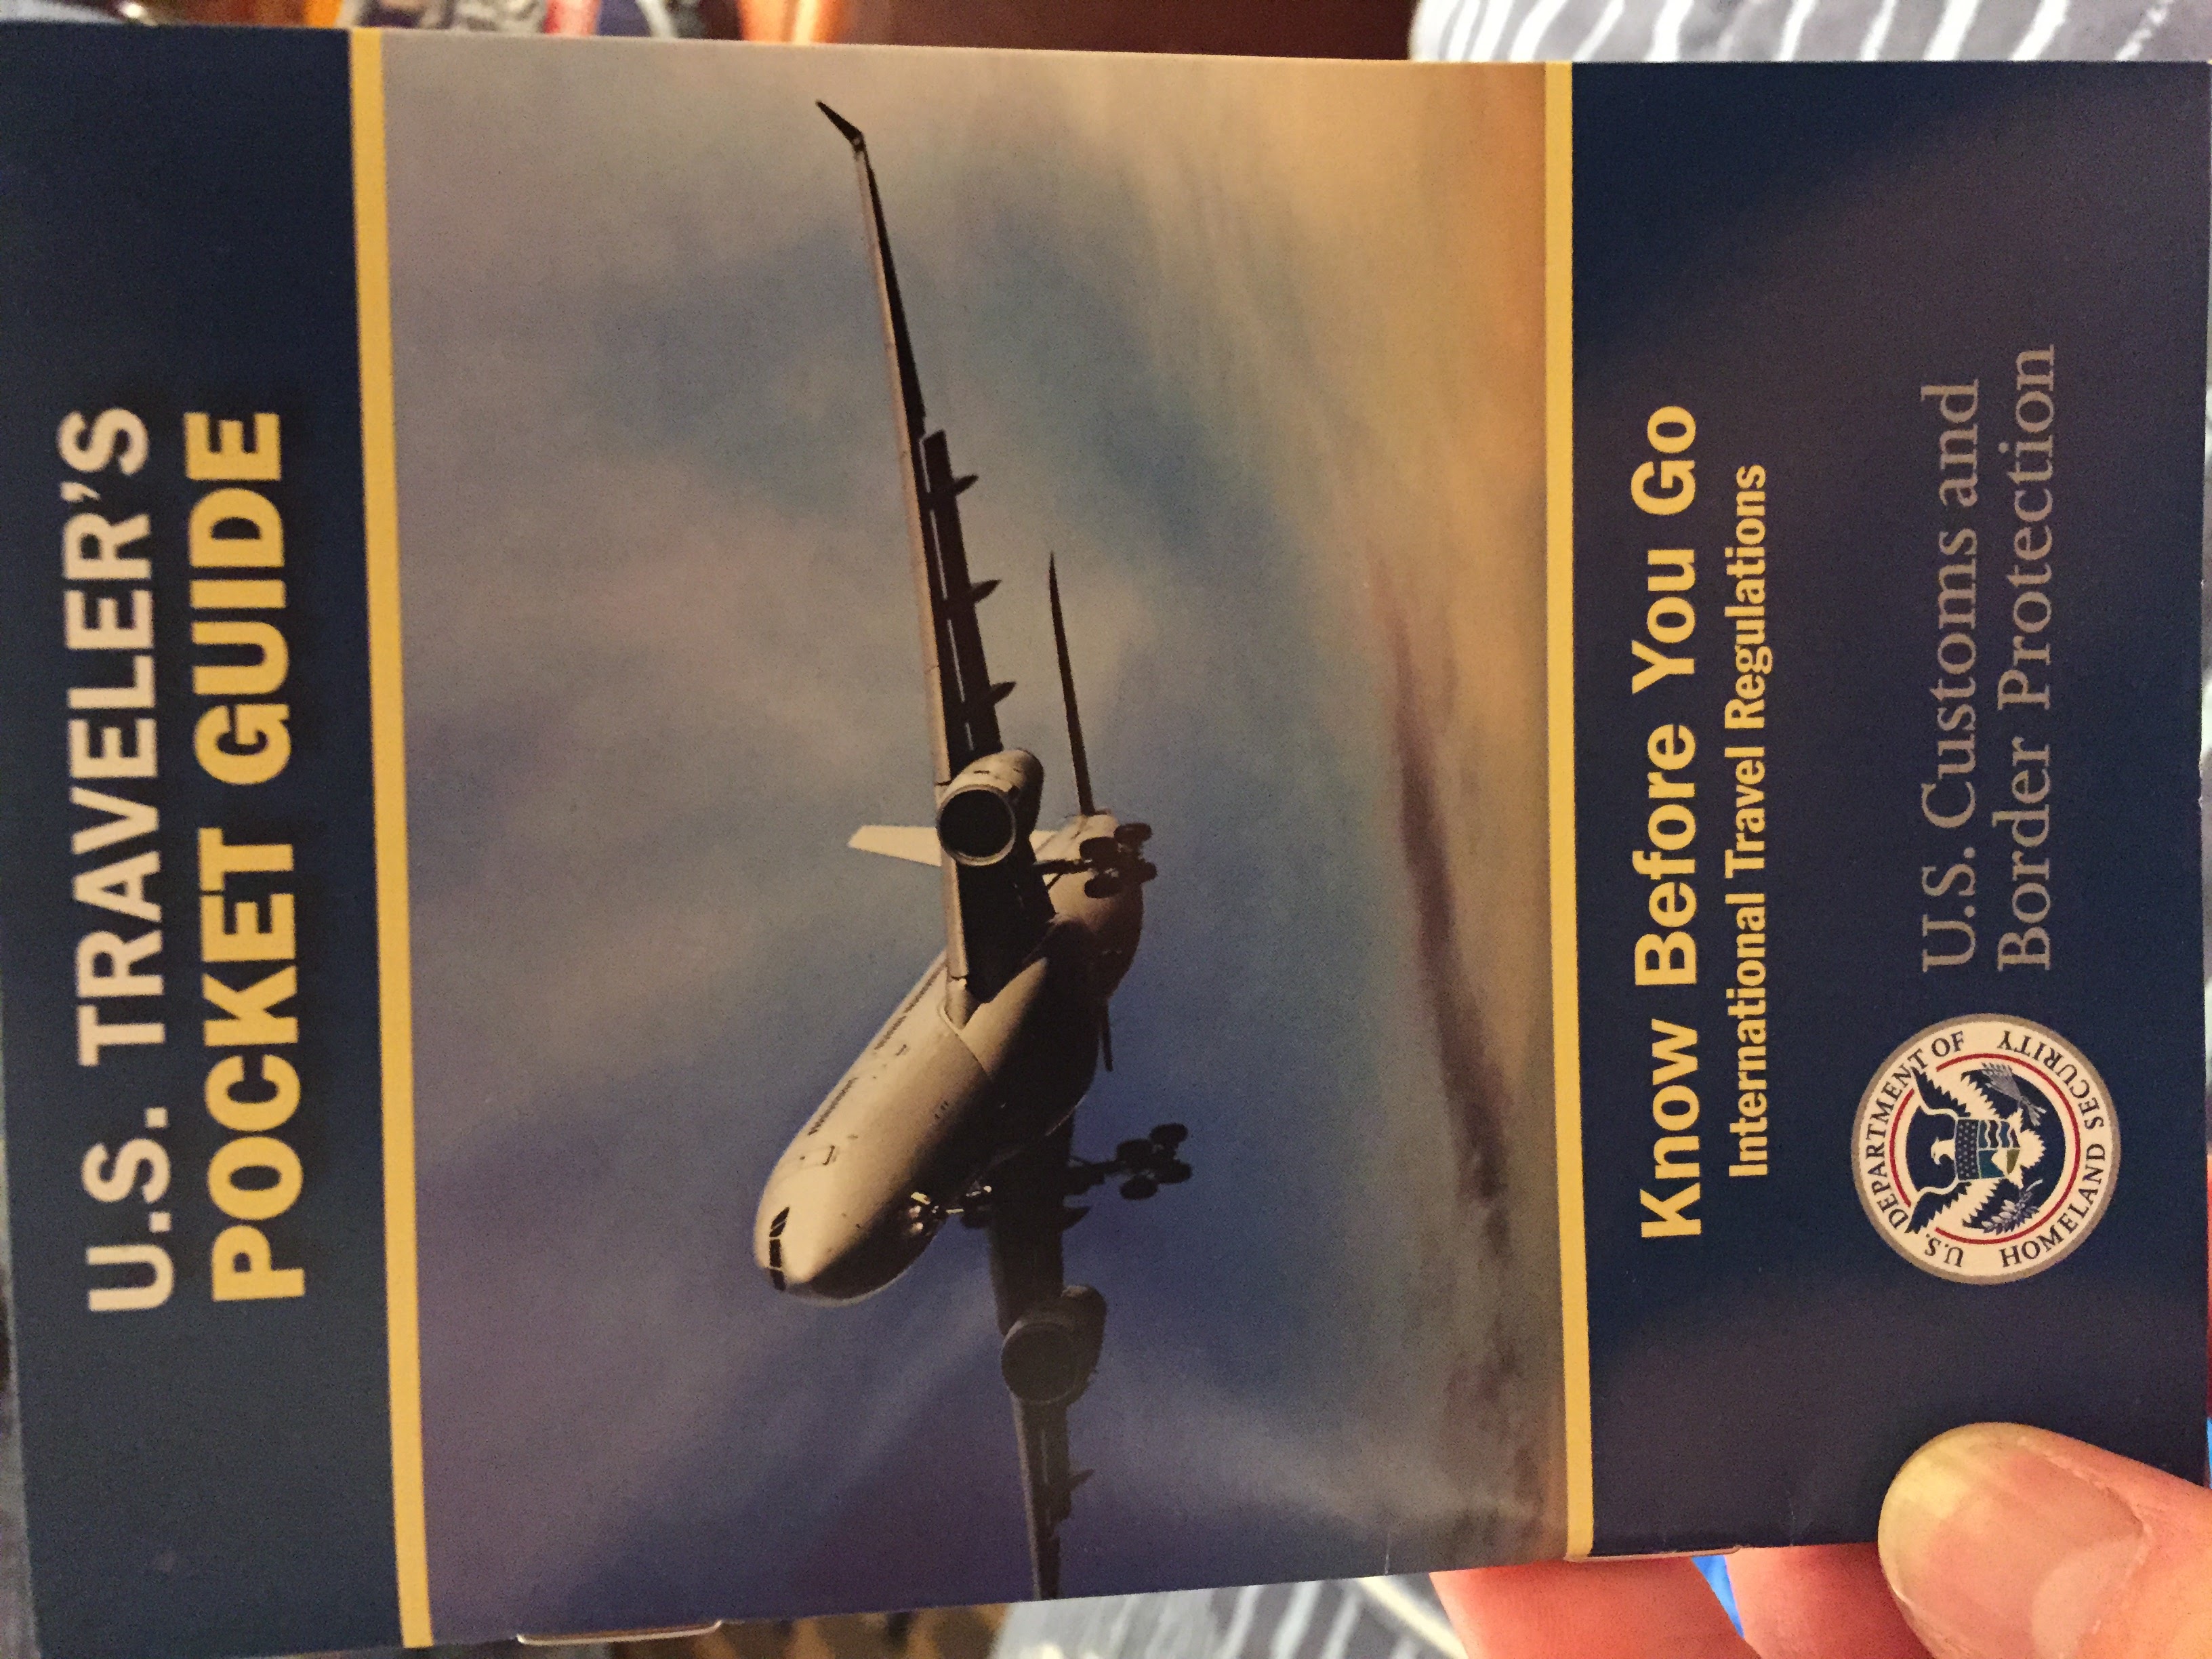 U.S. TRAVELER'S
POCKET GUIDE
Know Before You Go
International Travel Regulations
U.S. DEPARTMENT OF
HOMELAND SECURITY
U.S. Customs and
Border Protection